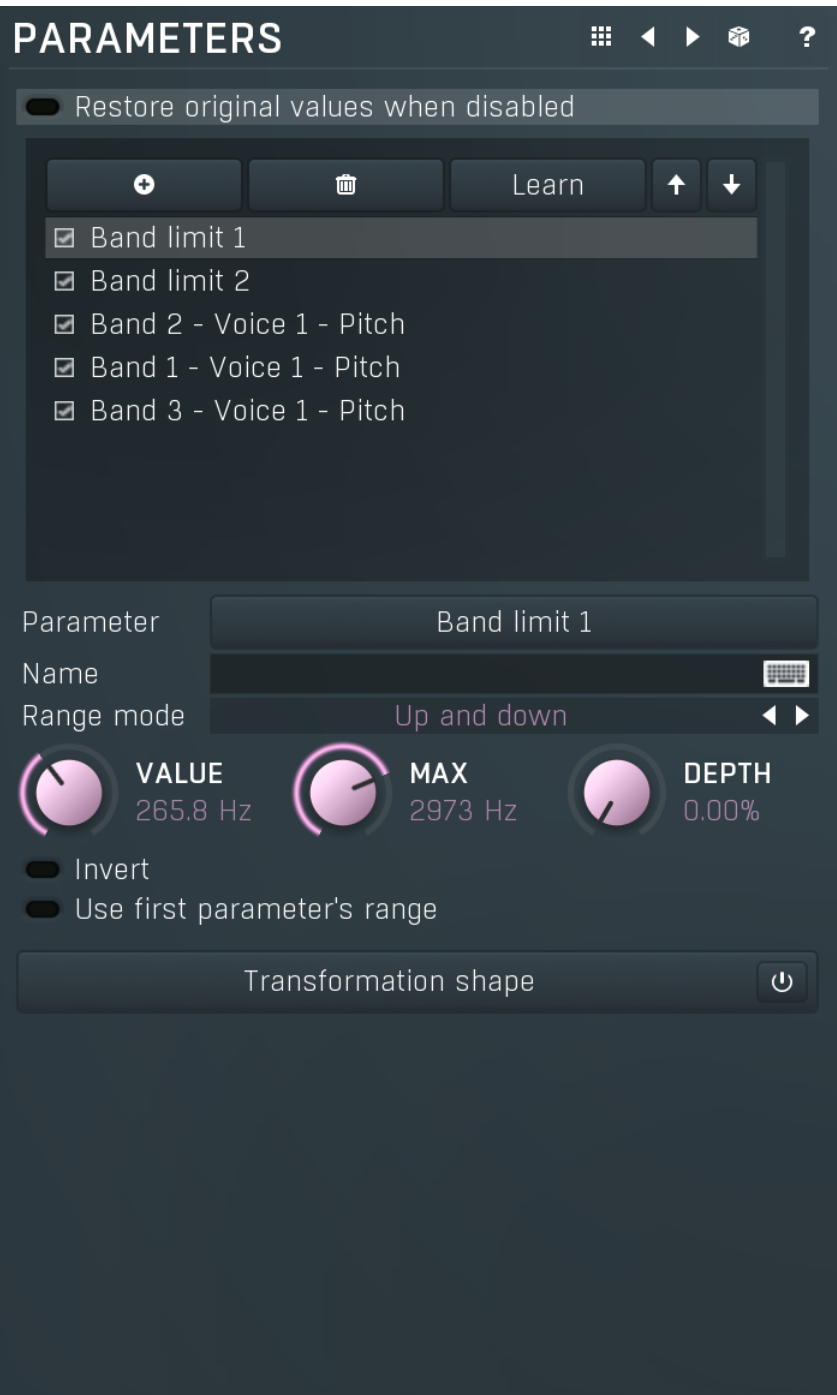 PARAMETERS ?
Restore original values when disabled
Learn
Band limit 1
Band limit 2
Band 2 - Voice 1 - Pitch
Band 1 - Voice 1 - Pitch
Band 3 - Voice 1 - Pitch
Parameter Band limit 1
Name
Range mode Up and down
VALUE MAX DEPTH
265.8 Hz 2973 Hz 0.00%
Invert
Use first parameter's range
Transformation shape